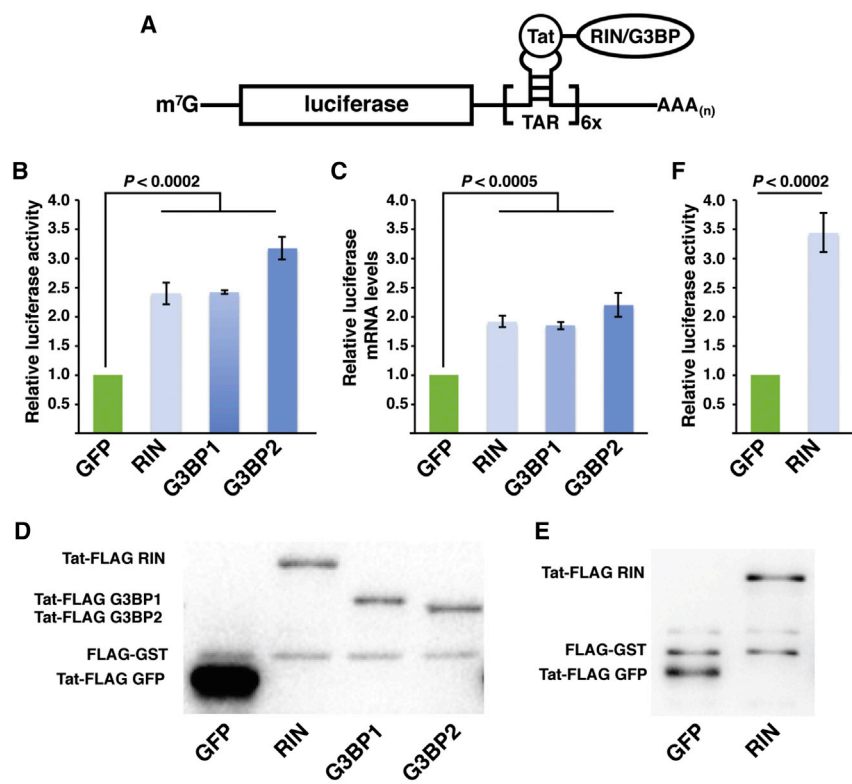 A
Tat
RIN/G3BP
m⁷G
luciferase
TAR
6x
AAA(n)
B
P < 0.0002
Relative luciferase activity
4.0
3.5
3.0
2.5
2.0
1.5
1.0
0.5
GFP
RIN
G3BP1
G3BP2
C
P < 0.0005
Relative luciferase
mRNA levels
4.0
3.5
3.0
2.5
2.0
1.5
1.0
0.5
GFP
RIN
G3BP1
G3BP2
F
P < 0.0002
Relative luciferase activity
4.0
3.5
3.0
2.5
2.0
1.5
1.0
0.5
GFP
RIN
D
Tat-FLAG RIN
Tat-FLAG G3BP1
Tat-FLAG G3BP2
FLAG-GST
Tat-FLAG GFP
GFP
RIN
G3BP1
G3BP2
E
Tat-FLAG RIN
FLAG-GST
Tat-FLAG GFP
GFP
RIN